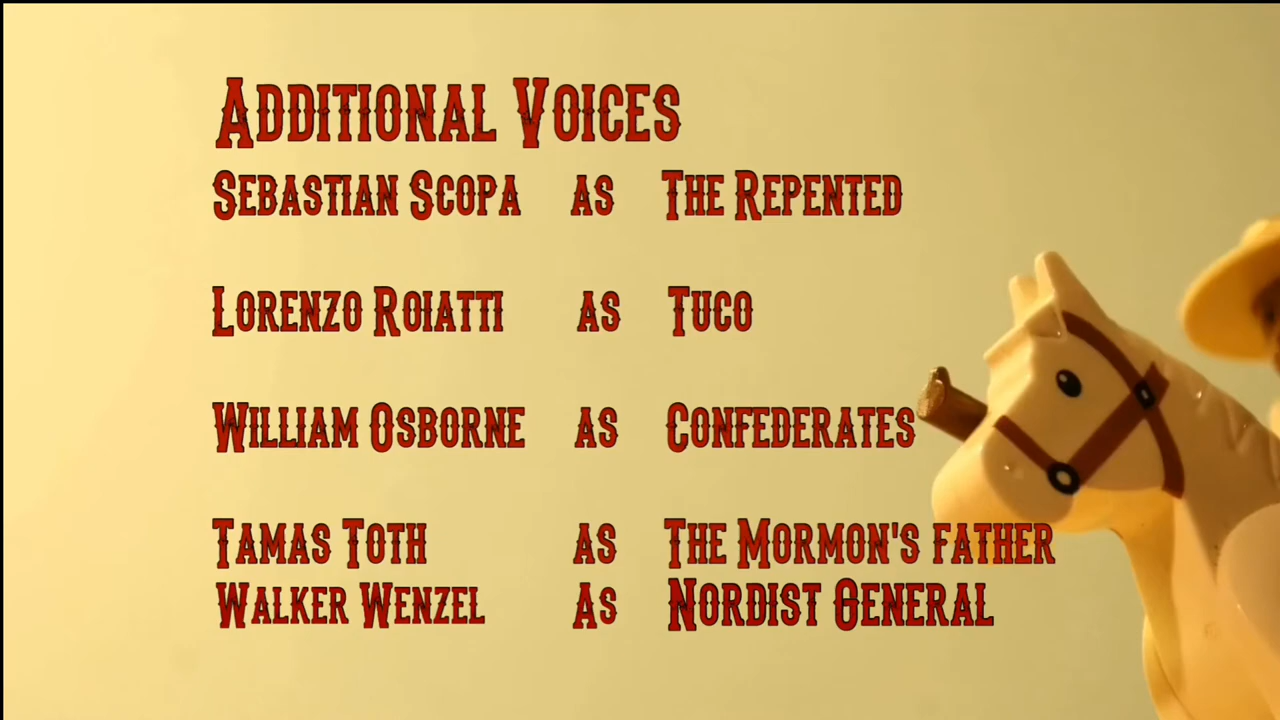 Additional Voices
Sebastian Scopa as The Repented
Lorenzo Roiatti as Tuco
William Osborne as Confederates
Tamas Toth as The Mormon's father
Walker Wenzel As Nordist General